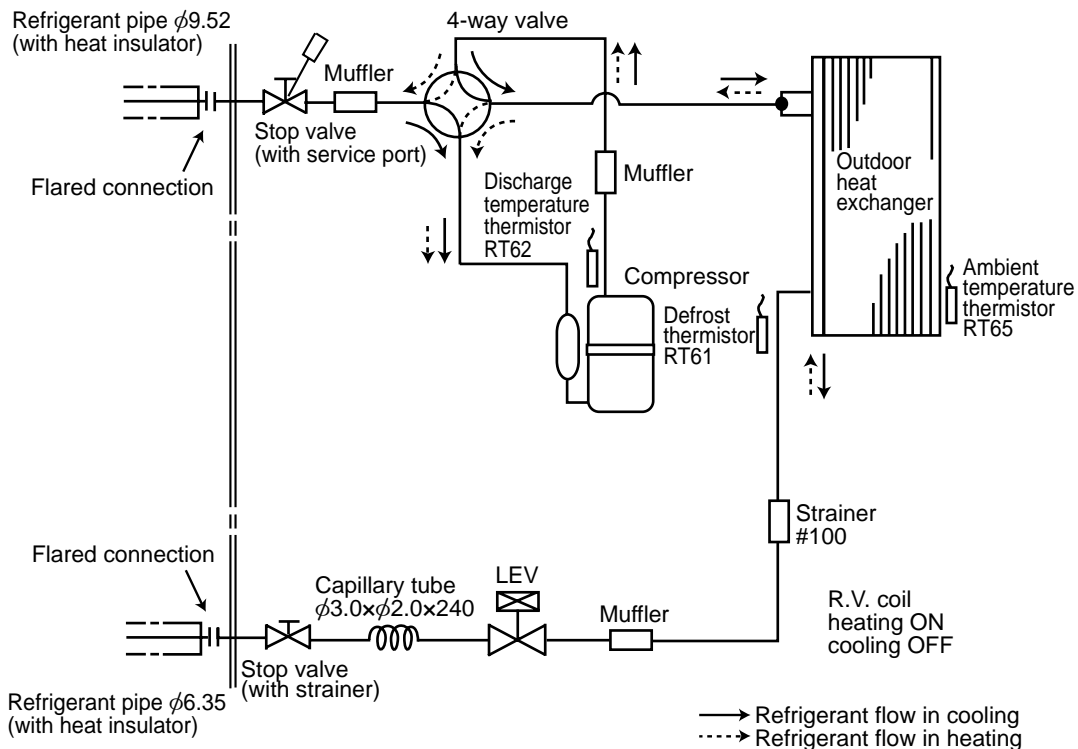 Refrigerant pipe ϕ9.52
(with heat insulator)
4-way valve
Muffler
Stop valve
(with service port)
Flared connection
Discharge
temperature
thermistor
RT62
Muffler
Outdoor
heat
exchanger
Compressor
Defrost
thermistor
RT61
Ambient
temperature
thermistor
RT65
Strainer
#100
Flared connection
Capillary tube
ϕ3.0×ϕ2.0×240
LEV
Muffler
R.V. coil
heating ON
cooling OFF
Stop valve
(with strainer)
Refrigerant pipe ϕ6.35
(with heat insulator)
Refrigerant flow in cooling
Refrigerant flow in heating